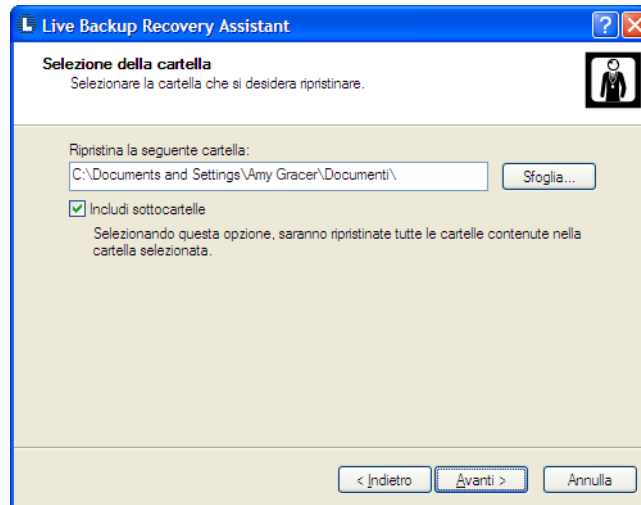 Live Backup Recovery Assistant
Selezione della cartella
Selezionare la cartella che si desidera ripristinare.
Ripristina la seguente cartella:
C:\Documents and Settings\Amy Gracer\Documenti\
Sfoglia...
Includi sottocartelle
Selezionando questa opzione, saranno ripristinate tutte le cartelle contenute nella
cartella selezionata.
< Indietro
Avanti >
Annulla